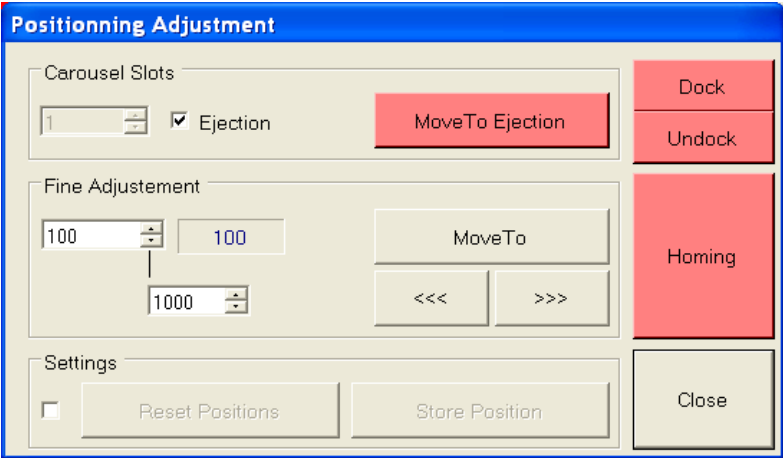 Positionning Adjustment
Carousel Slots
1
Ejection
MoveTo Ejection
Dock
Undock
Fine Adjustement
100
100
MoveTo
1000
<<<
>>>
Homing
Settings
Reset Positions
Store Position
Close